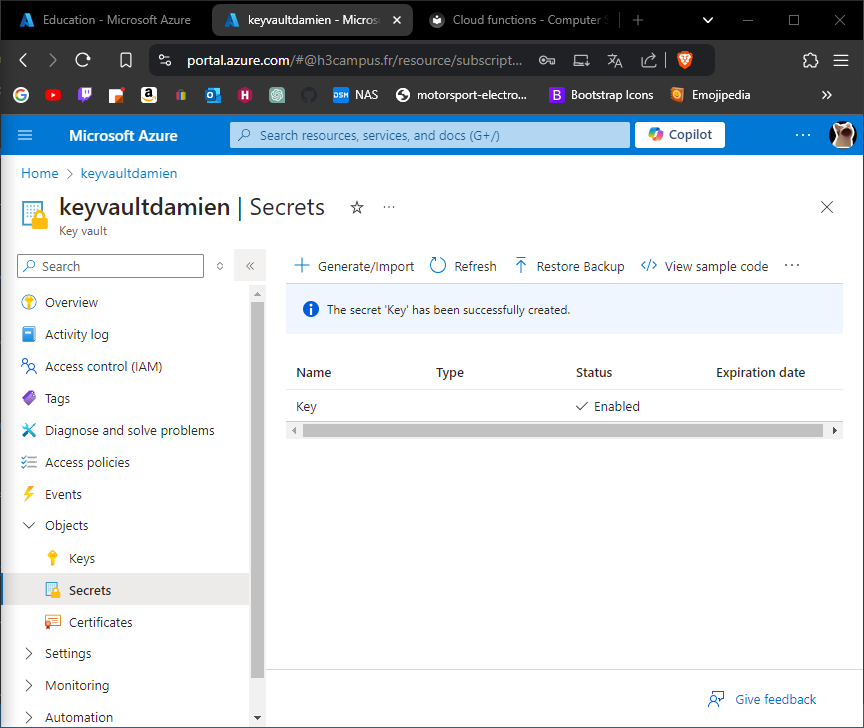 Education - Microsoft Azure
keyvaultdamien - Micros
Cloud functions - Computer S
portal.azure.com/#@h3campus.fr/resource/subscript...
DSM NAS
motorsport-electro...
B Bootstrap Icons
Emojipedia
Microsoft Azure
Search resources, services, and docs (G+/)
Copilot
Home > keyvaultdamien
keyvaultdamien | Secrets
Key vault
Search
Generate/Import
Refresh
Restore Backup
View sample code
Overview
Activity log
Access control (IAM)
Tags
Diagnose and solve problems
Access policies
Events
Objects
Keys
Secrets
Certificates
Settings
Monitoring
Automation
The secret 'Key' has been successfully created.
Name Type Status Expiration date
Key Enabled
Give feedback